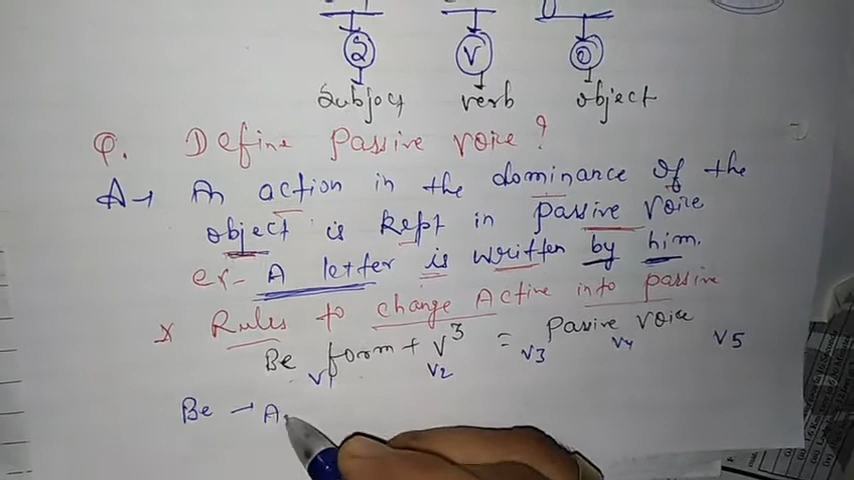 S V O
Subject verb object
Q. Define Passive voice?
A→ An action in the dominance of the
object is kept in passive voice
ex- A letter is written by him.
x Rules to change Active into passive
Be form + V3 = Passive voice
V1 V2 V3 V4 V5
Be → A